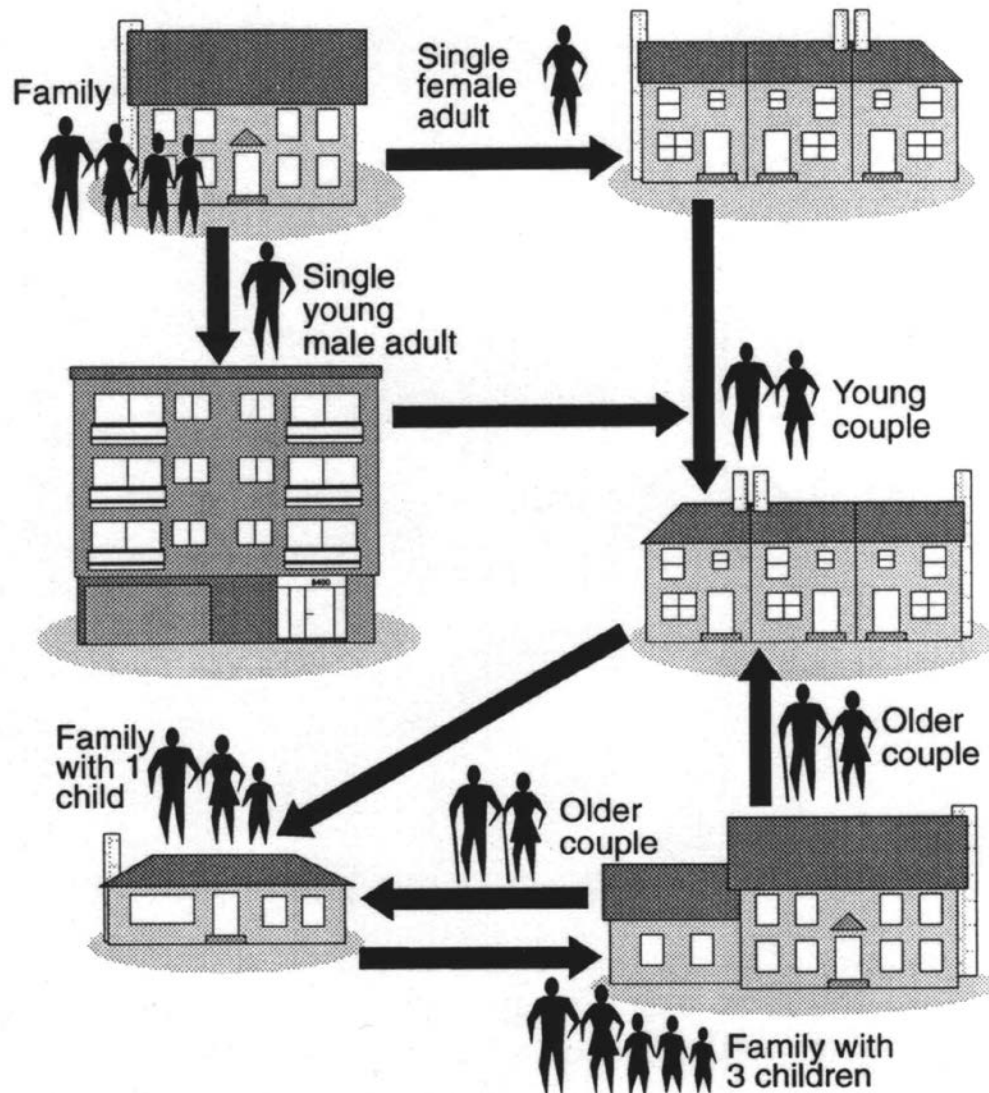 Family
Single
female
adult
Single
young
male adult
Young
couple
Family
with 1
child
Older
couple
Older
couple
Family with
3 children